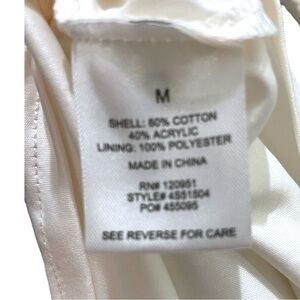 M
SHELL: 60% COTTON
40% ACRYLIC
LINING: 100% POLYESTER
MADE IN CHINA
RN# 120951
STYLE# 4S51504
PO# 455095
SEE REVERSE FOR CARE